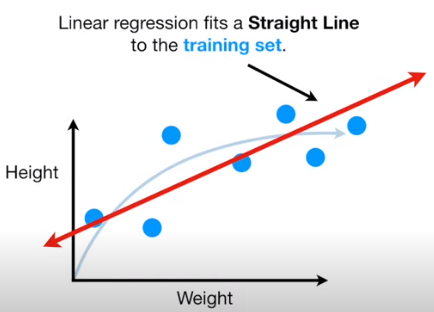 Linear regression fits a Straight Line
to the training set.
Height
Weight